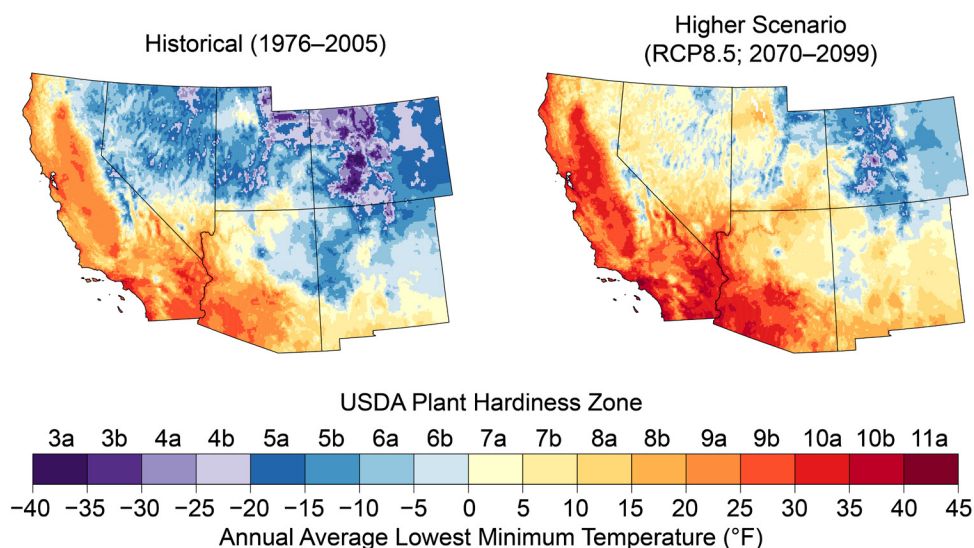 Historical (1976–2005)
Higher Scenario
(RCP8.5; 2070–2099)
USDA Plant Hardiness Zone
3a 3b 4a 4b 5a 5b 6a 6b 7a 7b 8a 8b 9a 9b 10a 10b 11a
−40 −35 −30 −25 −20 −15 −10 −5 0 5 10 15 20 25 30 35 40 45
Annual Average Lowest Minimum Temperature (°F)